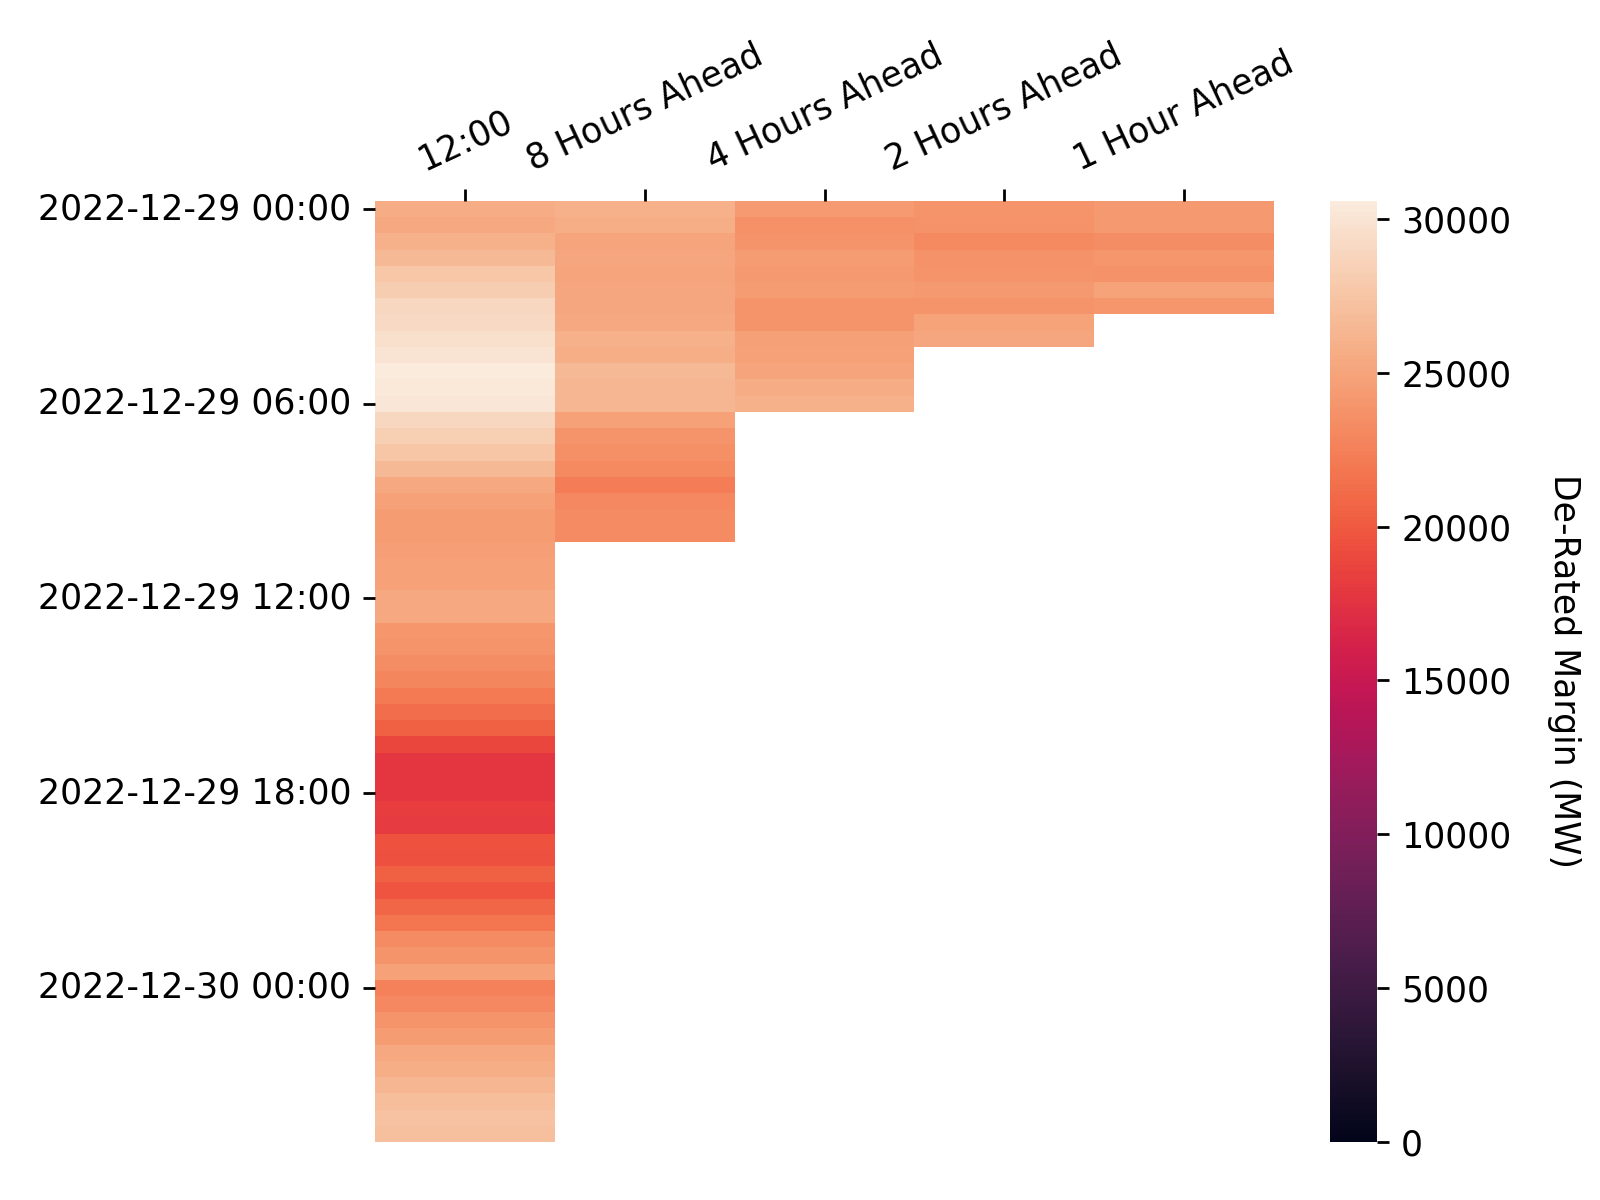 12:00
8 Hours Ahead
4 Hours Ahead
2 Hours Ahead
1 Hour Ahead
2022-12-29 00:00
2022-12-29 06:00
2022-12-29 12:00
2022-12-29 18:00
2022-12-30 00:00
30000
25000
20000
15000
10000
5000
0
De-Rated Margin (MW)